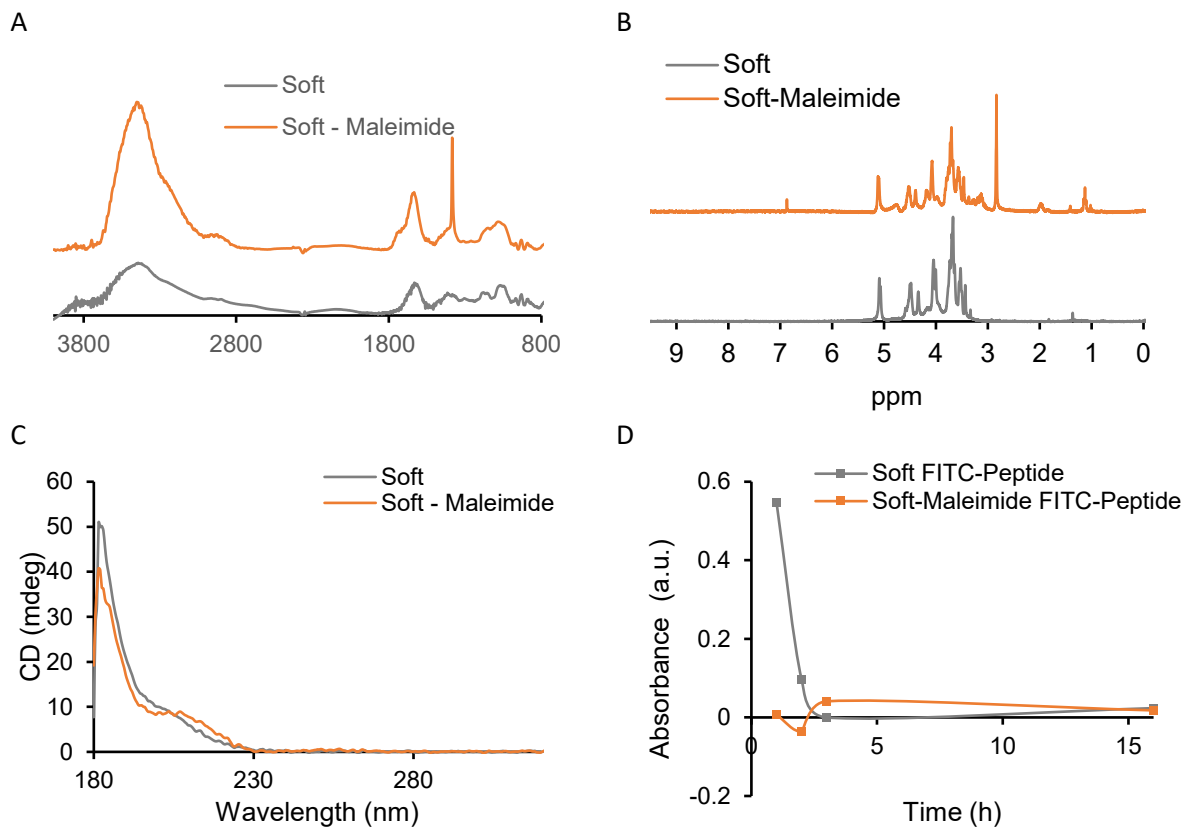 A
Soft
Soft - Maleimide
3800
2800
1800
800
B
Soft
Soft-Maleimide
9
8
7
6
5
4
3
2
1
0
ppm
C
Soft
Soft - Maleimide
60
50
40
30
20
10
0
180
230
280
CD (mdeg)
Wavelength (nm)
D
Soft FITC-Peptide
Soft-Maleimide FITC-Peptide
0.6
0.4
0.2
0
-0.2
0
5
10
15
Absorbance (a.u.)
Time (h)